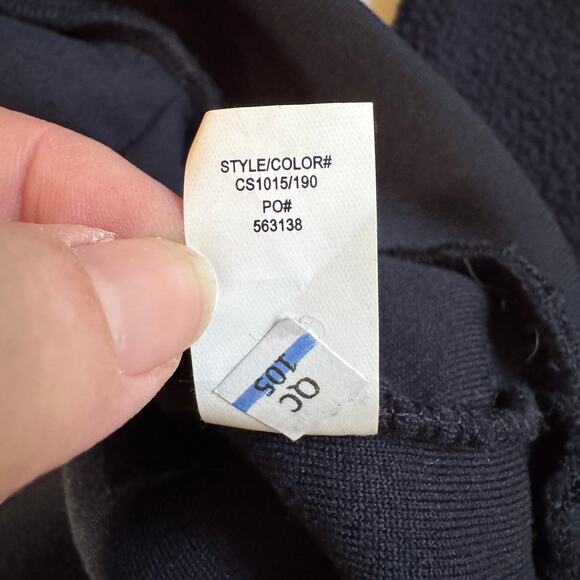 STYLE/COLOR#
CS1015/190
PO#
563138
QC
105